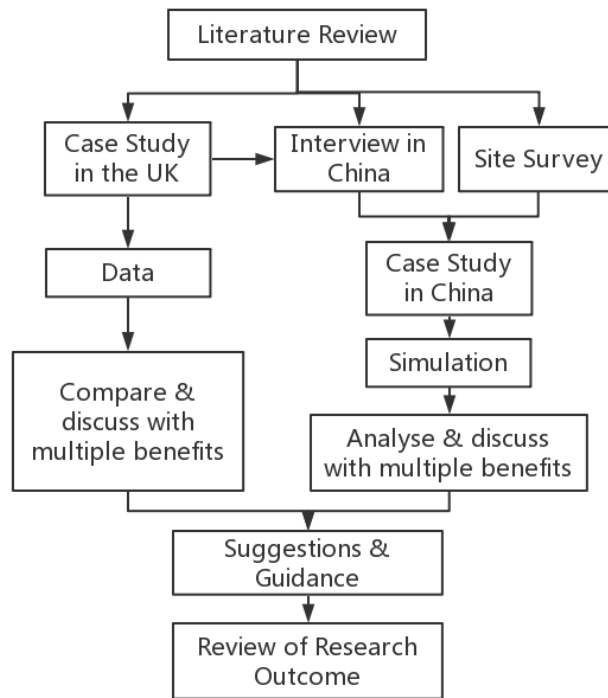 Literature Review
Case Study
in the UK
Interview in
China
Site Survey
Data
Case Study
in China
Simulation
Compare &
discuss with
multiple benefits
Analyse & discuss
with multiple benefits
Suggestions &
Guidance
Review of Research
Outcome